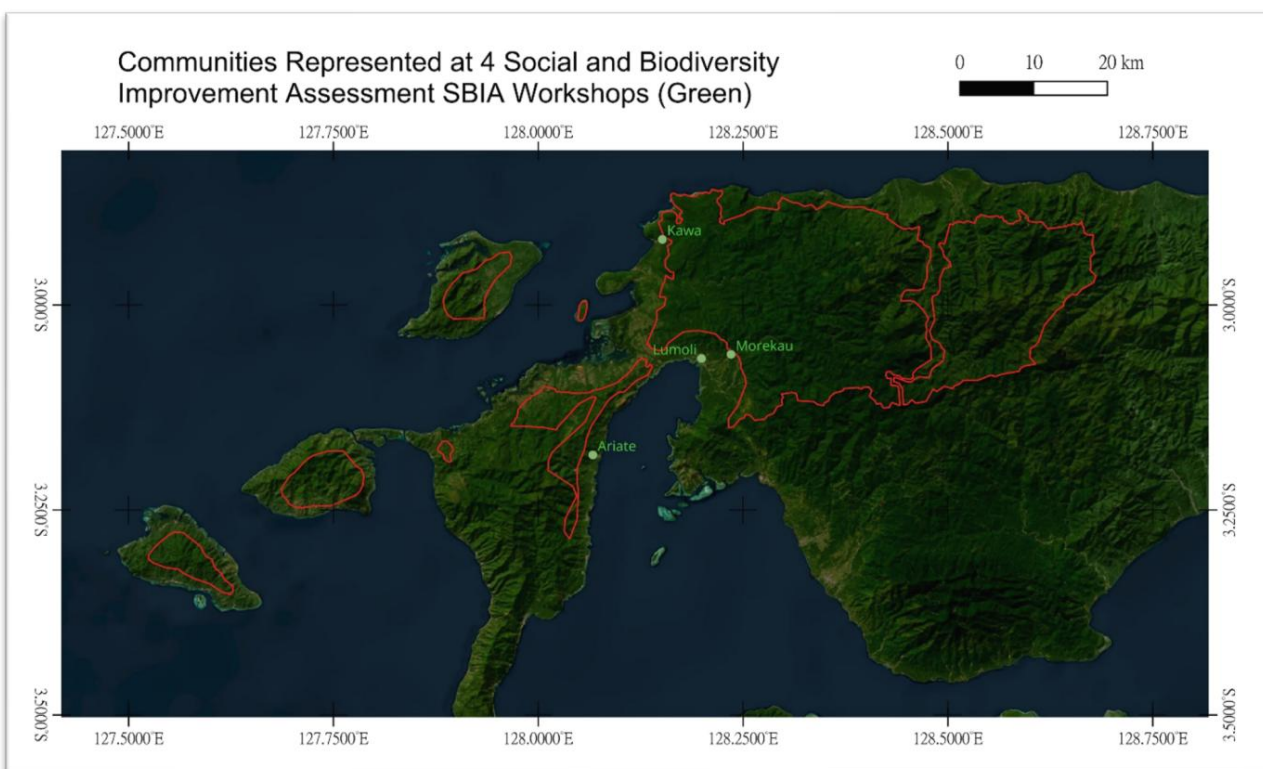 Communities Represented at 4 Social and Biodiversity
Improvement Assessment SBIA Workshops (Green)
0 10 20 km
127.5000°E 127.7500°E 128.0000°E 128.2500°E 128.5000°E 128.7500°E
Kawa
3.0000°S 3.0000°S
Lumoli Morekau
Ariate
3.2500°S 3.2500°S
3.5000°S 3.5000°S
127.5000°E 127.7500°E 128.0000°E 128.2500°E 128.5000°E 128.7500°E